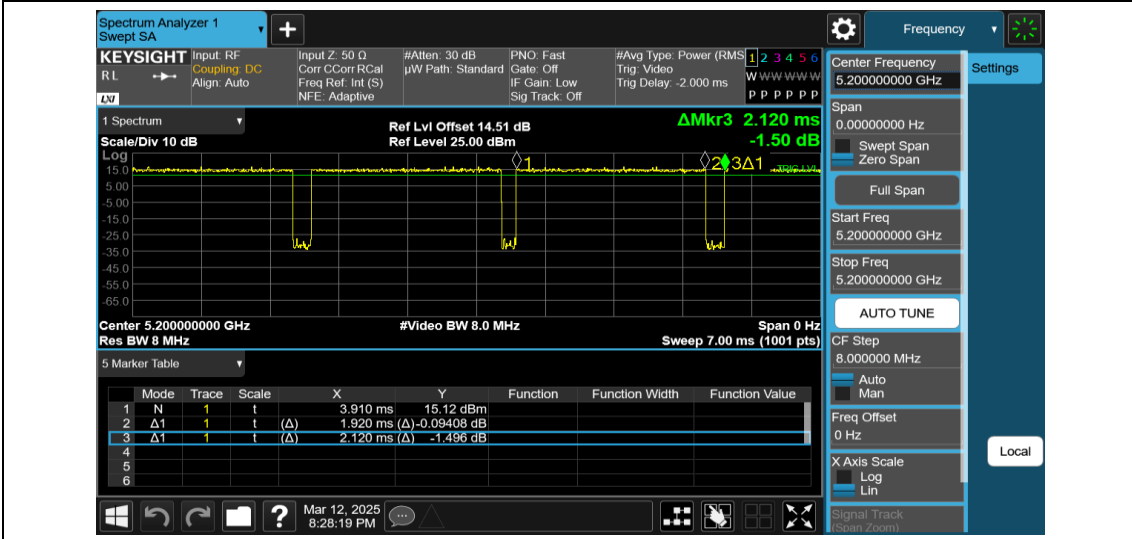 Spectrum Analyzer 1
Swept SA
+
Frequency
KEYSIGHT
R L
LXI
Input: RF
Coupling: DC
Align: Auto
Input Z: 50 Ω
Corr CCorr RCal
Freq Ref: Int (S)
NFE: Adaptive
#Atten: 30 dB
µW Path: Standard
PNO: Fast
Gate: Off
IF Gain: Low
Sig Track: Off
#Avg Type: Power (RMS
Trig: Video
Trig Delay: -2.000 ms
1 2 3 4 5 6
W W W W W W
P P P P P P
1 Spectrum
Scale/Div 10 dB
Ref Lvl Offset 14.51 dB
Ref Level 25.00 dBm
ΔMkr3 2.120 ms
-1.50 dB
Log
1
2
3Δ1
TRIG LVL
15.0
5.00
-5.00
-15.0
-25.0
-35.0
-45.0
-55.0
-65.0
Center 5.200000000 GHz
#Video BW 8.0 MHz
Span 0 Hz
Res BW 8 MHz
Sweep 7.00 ms (1001 pts)
5 Marker Table
Mode Trace Scale X Y Function Function Width Function Value
1 N 1 t 3.910 ms 15.12 dBm
2 Δ1 1 t (Δ) 1.920 ms (Δ) -0.09408 dB
3 Δ1 1 t (Δ) 2.120 ms (Δ) -1.496 dB
4
5
6
Mar 12, 2025
8:28:19 PM
?
Center Frequency
5.200000000 GHz
Span
0.00000000 Hz
Swept Span
Zero Span
Full Span
Start Freq
5.200000000 GHz
Stop Freq
5.200000000 GHz
AUTO TUNE
CF Step
8.000000 MHz
Auto
Man
Freq Offset
0 Hz
X Axis Scale
Log
Lin
Signal Track
(Span Zoom)
Settings
Local